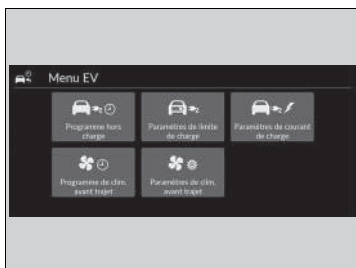 Menu EV
Programme hors
charge
Paramètres de limite
de charge
Paramètres de courant
de charge
Programme de clim.
avant trajet
Paramètres de clim.
avant trajet